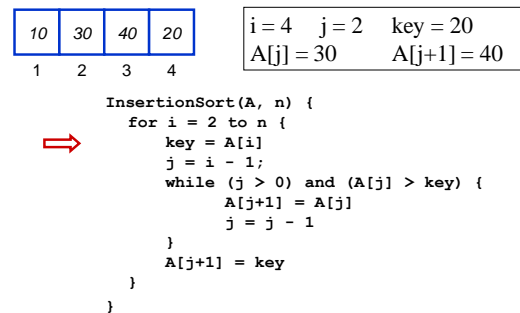 10 30 40 20
1 2 3 4
i = 4 j = 2 key = 20
A[j] = 30 A[j+1] = 40
InsertionSort(A, n) {
for i = 2 to n {
key = A[i]
j = i - 1;
while (j > 0) and (A[j] > key) {
A[j+1] = A[j]
j = j - 1
}
A[j+1] = key
}
}